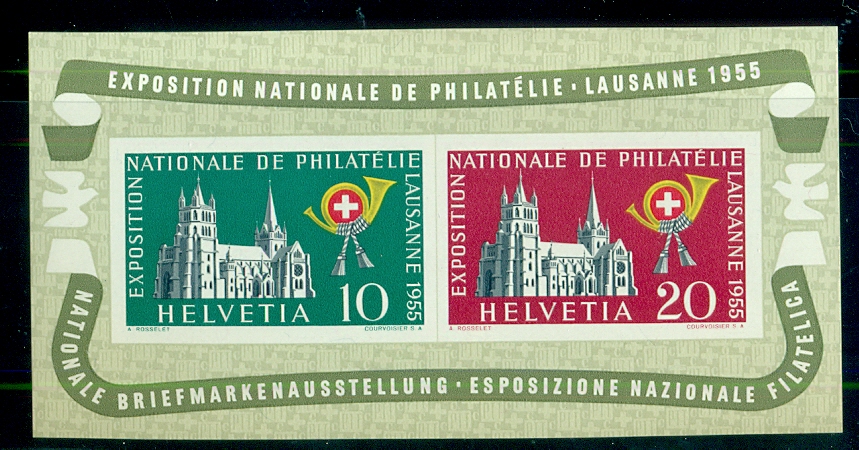 EXPOSITION NATIONALE DE PHILATÉLIE · LAUSANNE 1955
EXPOSITION
NATIONALE DE PHILATÉLIE
LAUSANNE 1955
10
HELVETIA
A. ROSSELET
COURVOISIER S A
EXPOSITION
NATIONALE DE PHILATÉLIE
LAUSANNE 1955
20
HELVETIA
A. ROSSELET
COURVOISIER S A
NATIONALE BRIEFMARKENAUSSTELLUNG · ESPOSIZIONE NAZIONALE FILATELICA